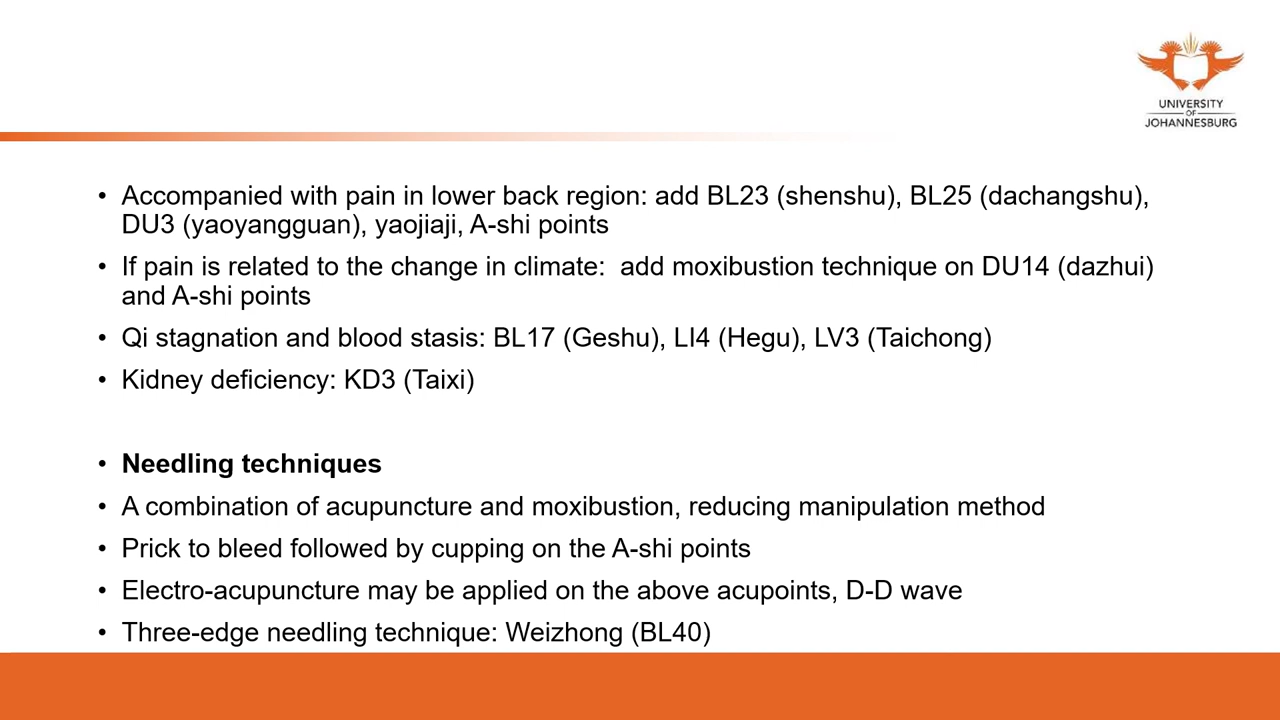 UNIVERSITY
OF
JOHANNESBURG
• Accompanied with pain in lower back region: add BL23 (shenshu), BL25 (dachangshu),
DU3 (yaoyangguan), yaojiaji, A-shi points
• If pain is related to the change in climate:  add moxibustion technique on DU14 (dazhui)
and A-shi points
• Qi stagnation and blood stasis: BL17 (Geshu), LI4 (Hegu), LV3 (Taichong)
• Kidney deficiency: KD3 (Taixi)
• Needling techniques
• A combination of acupuncture and moxibustion, reducing manipulation method
• Prick to bleed followed by cupping on the A-shi points
• Electro-acupuncture may be applied on the above acupoints, D-D wave
• Three-edge needling technique: Weizhong (BL40)